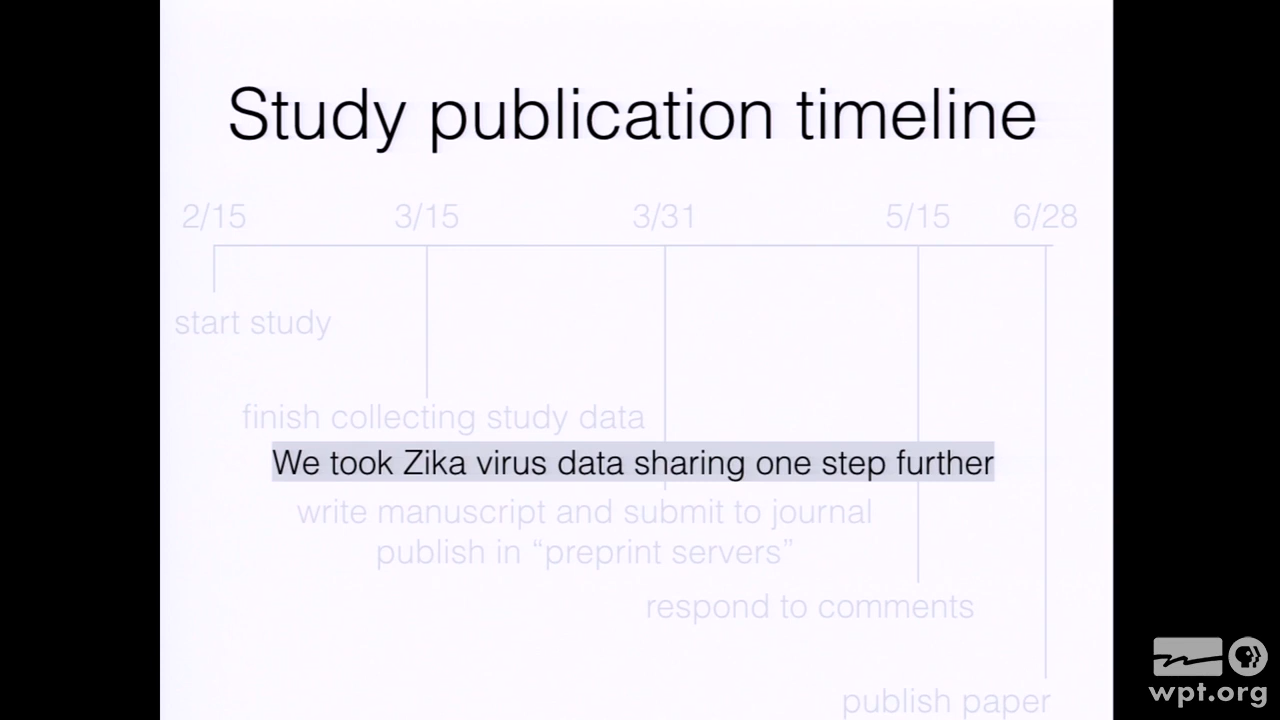 Study publication timeline
2/15 3/15 3/31 5/15 6/28
start study
finish collecting study data
We took Zika virus data sharing one step further
write manuscript and submit to journal
publish in “preprint servers”
respond to comments
publish paper
wpt.org